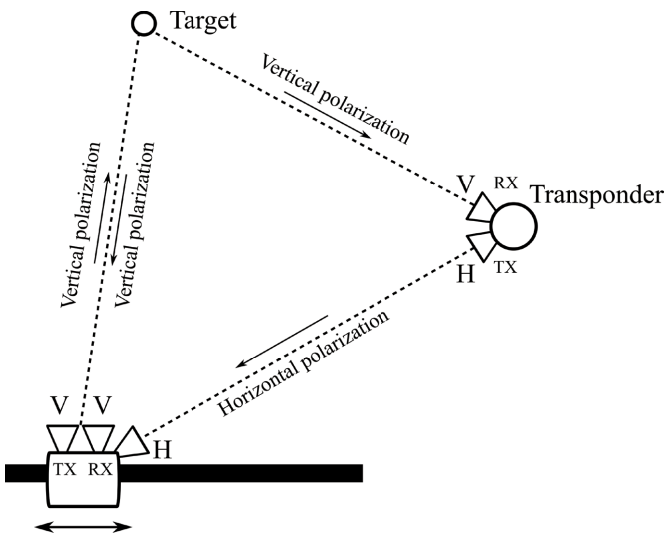 Target
Vertical polarization
V
RX
Transponder
Vertical polarization
Vertical polarization
H
TX
Horizontal polarization
V V
H
TX RX